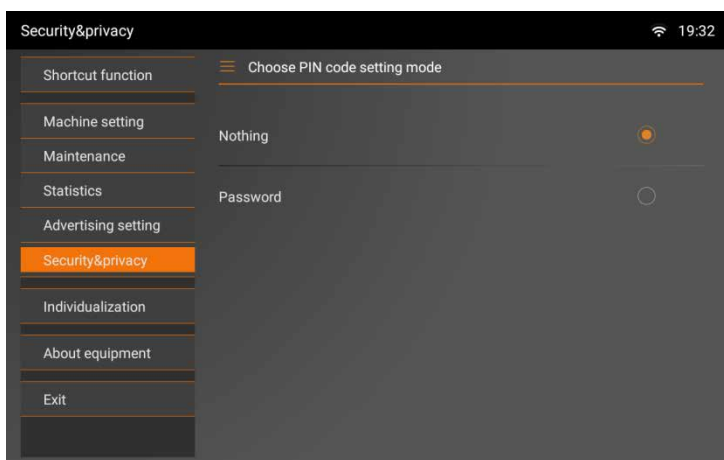 Security&privacy 19:32
Shortcut function
Machine setting
Maintenance
Statistics
Advertising setting
Security&privacy
Individualization
About equipment
Exit
Choose PIN code setting mode
Nothing
Password